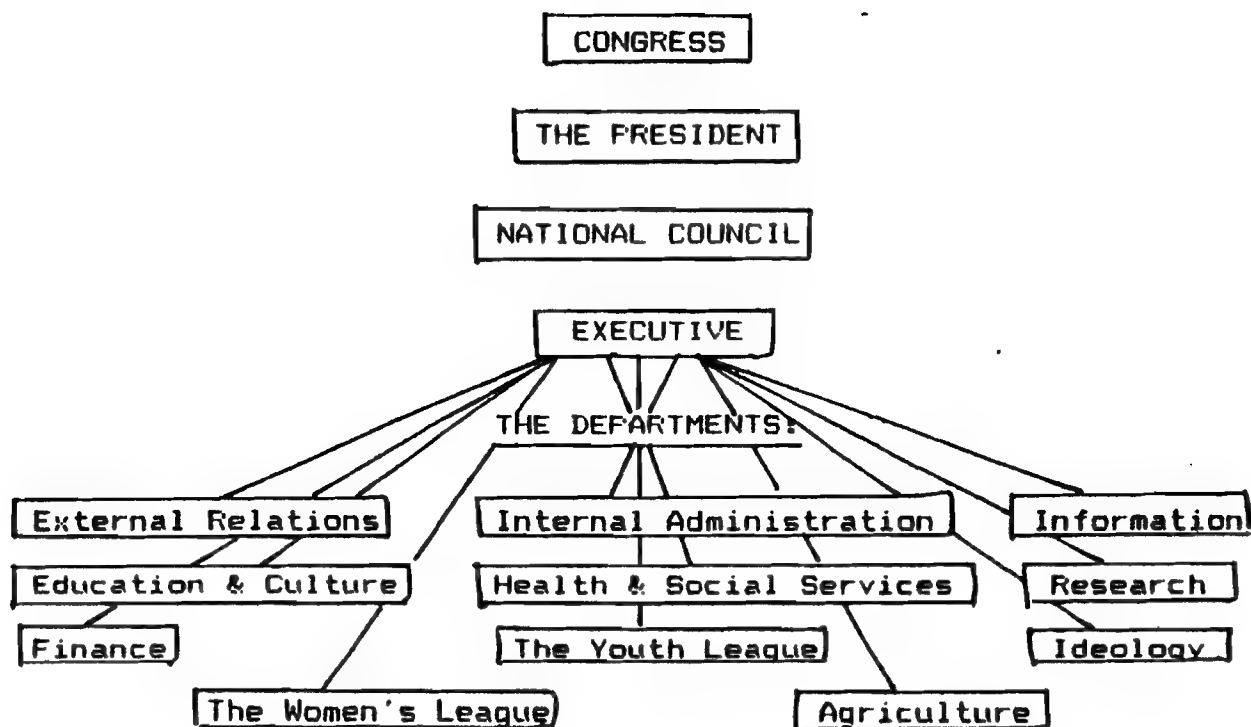 CONGRESS
THE PRESIDENT
NATIONAL COUNCIL
EXECUTIVE
THE DEPARTMENTS:
External Relations
Internal Administration
Information
Education & Culture
Health & Social Services
Research
Finance
The Youth League
Ideology
The Women's League
Agriculture